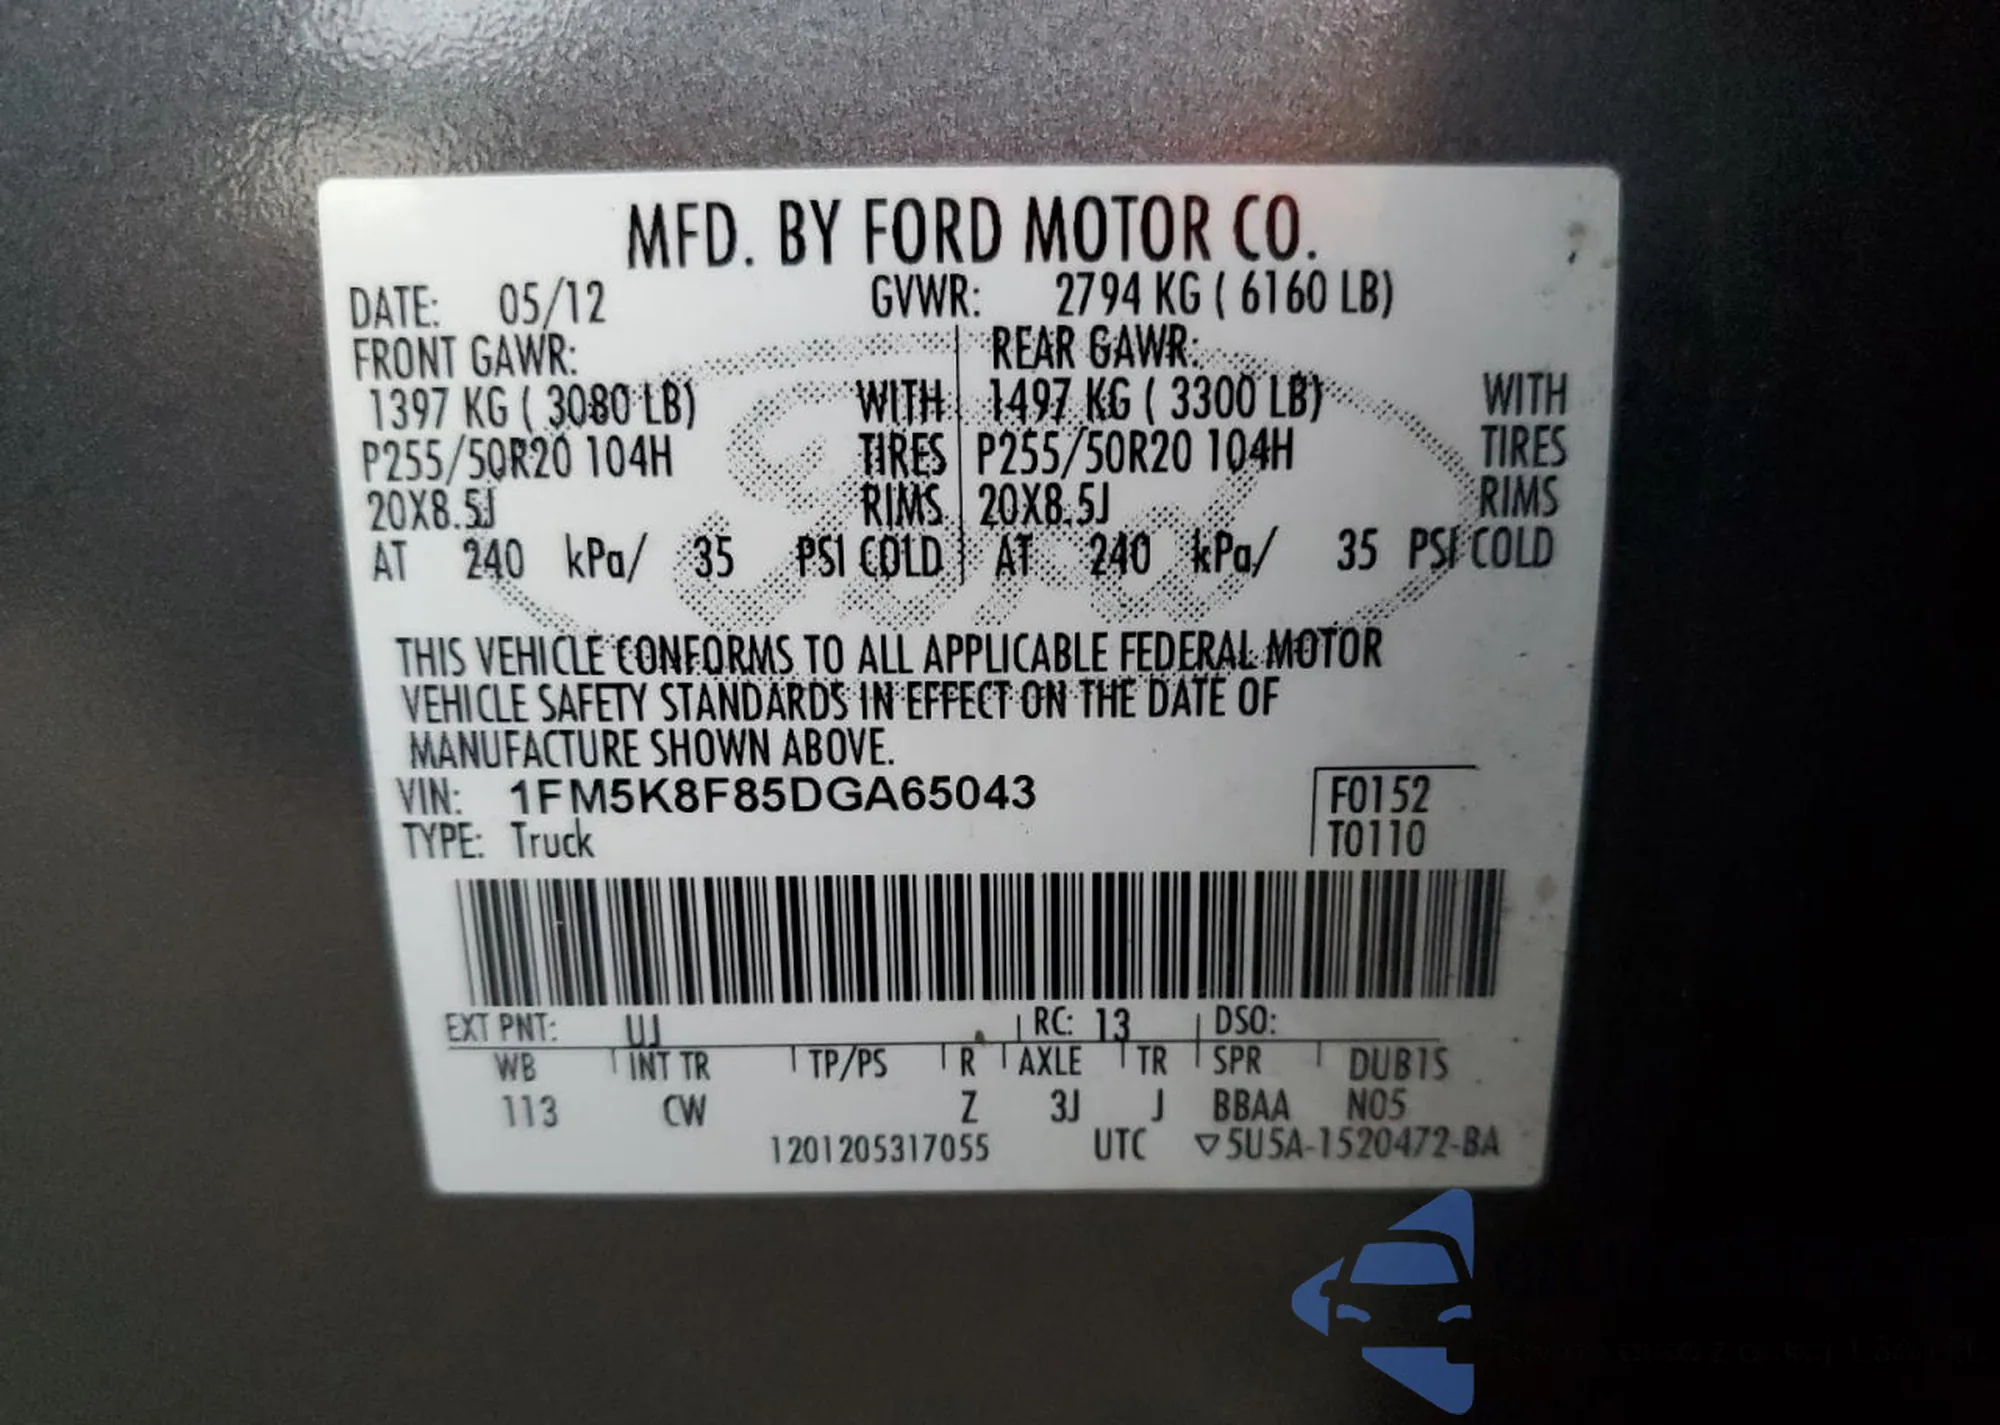 MFD. BY FORD MOTOR CO.
DATE: 05/12 GVWR: 2794 KG ( 6160 LB)
FRONT GAWR: REAR GAWR:
1397 KG ( 3080 LB) WITH 1497 KG ( 3300 LB) WITH
P255/50R20 104H TIRES P255/50R20 104H TIRES
20X8.5J RIMS 20X8.5J RIMS
AT 240 kPa/ 35 PSI COLD AT 240 kPa/ 35 PSI COLD
THIS VEHICLE CONFORMS TO ALL APPLICABLE FEDERAL MOTOR
VEHICLE SAFETY STANDARDS IN EFFECT ON THE DATE OF
MANUFACTURE SHOWN ABOVE.
VIN: 1FM5K8F85DGA65043 F0152
TYPE: Truck T0110
EXT PNT: UJ RC: 13 DSO:
WB INT TR TP/PS R AXLE TR SPR DUB1S
113 CW Z 3J J BBAA N05
1201205317055 UTC ▽5U5A-1520472-BA